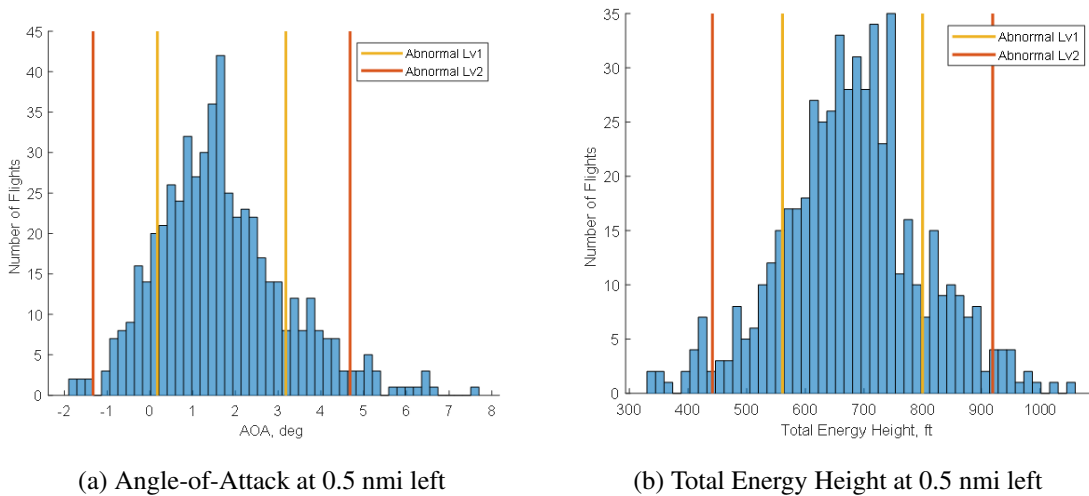 45
40
35
30
25
20
15
10
5
0
Number of Flights
-2 -1 0 1 2 3 4 5 6 7 8
AOA, deg
Abnormal Lv1
Abnormal Lv2
(a) Angle-of-Attack at 0.5 nmi left
35
30
25
20
15
10
5
0
Number of Flights
300 400 500 600 700 800 900 1000
Total Energy Height, ft
Abnormal Lv1
Abnormal Lv2
(b) Total Energy Height at 0.5 nmi left